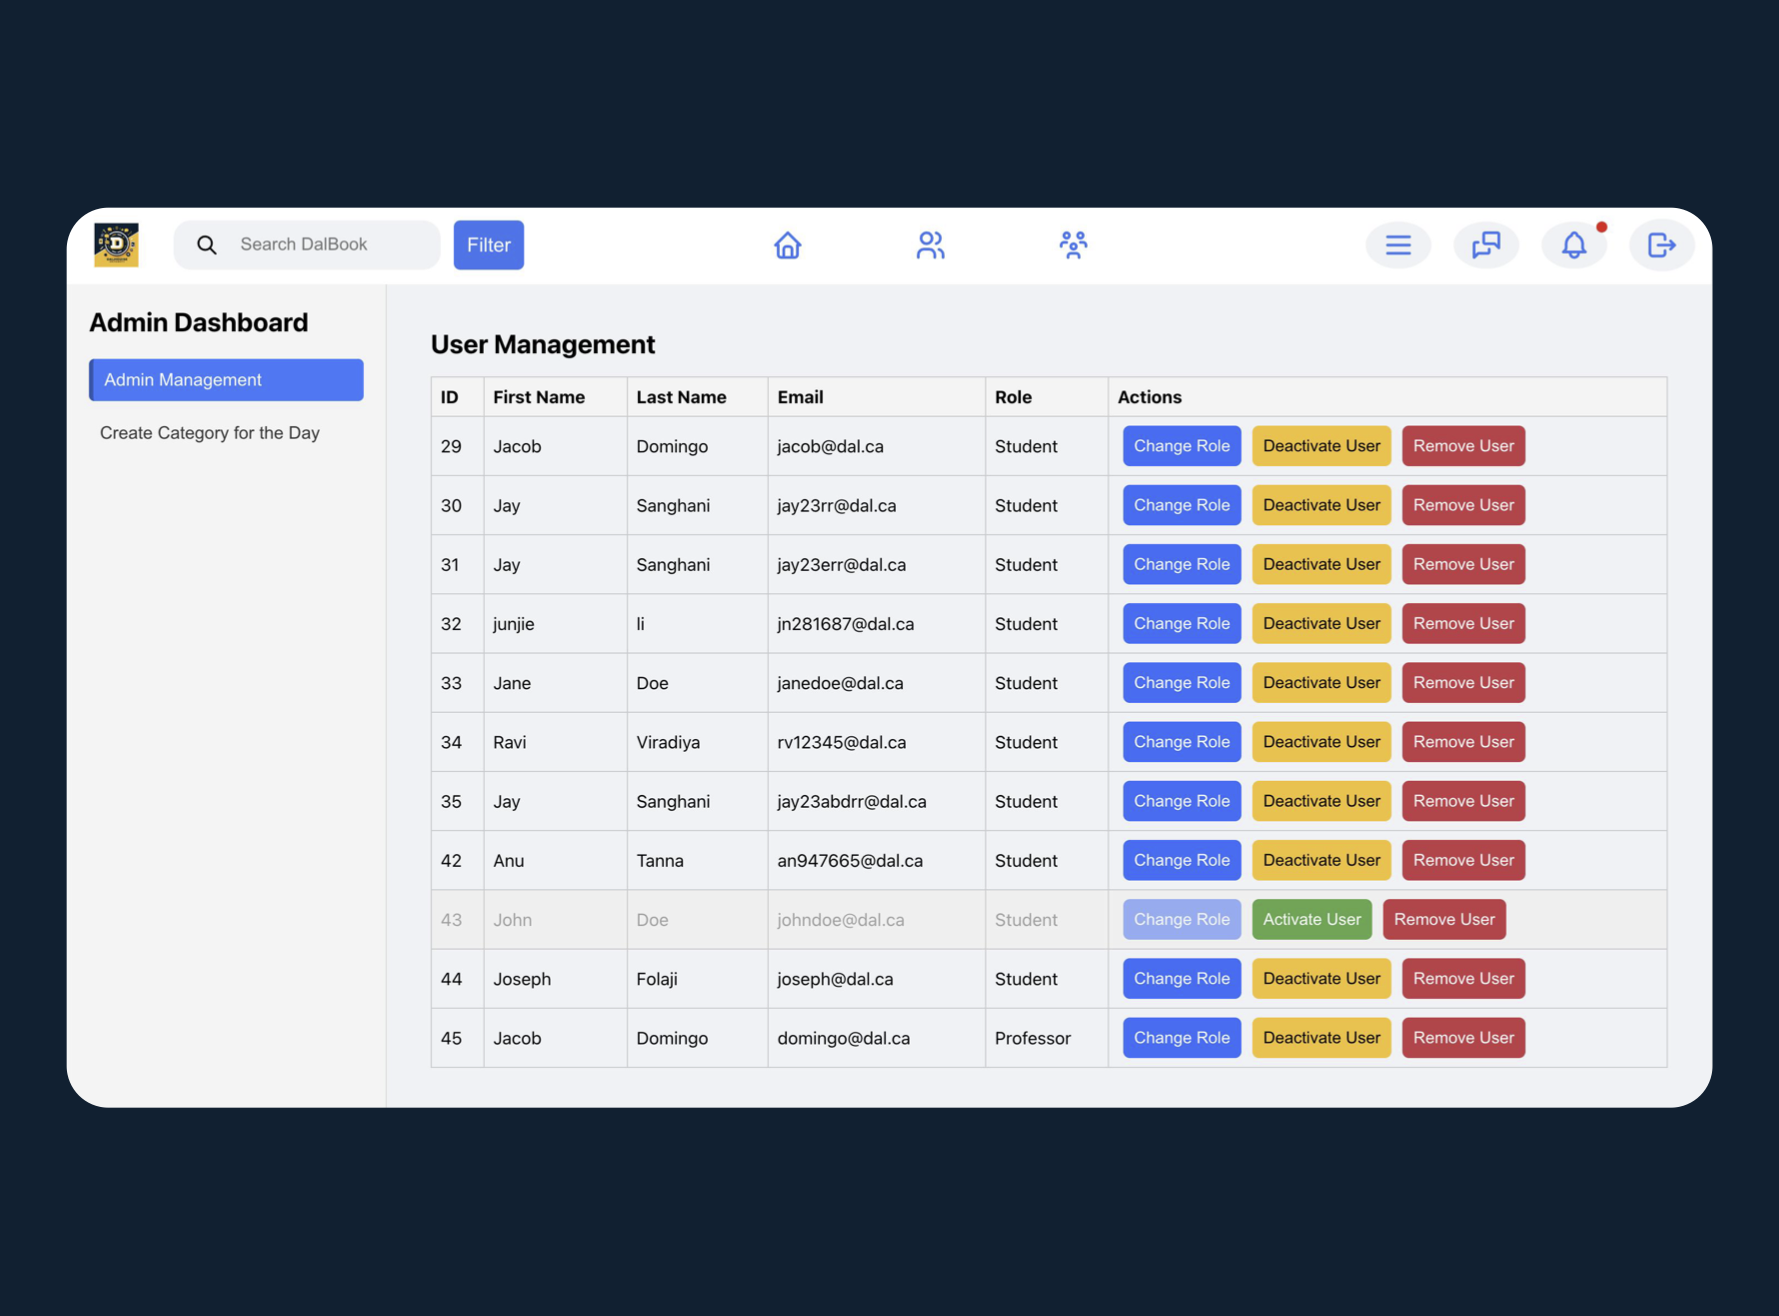 D
Search DalBook
Filter
Admin Dashboard
Admin Management
Create Category for the Day
User Management
ID First Name Last Name Email Role Actions
29 Jacob Domingo jacob@dal.ca Student Change Role Deactivate User Remove User
30 Jay Sanghani jay23rr@dal.ca Student Change Role Deactivate User Remove User
31 Jay Sanghani jay23err@dal.ca Student Change Role Deactivate User Remove User
32 junjie li jn281687@dal.ca Student Change Role Deactivate User Remove User
33 Jane Doe janedoe@dal.ca Student Change Role Deactivate User Remove User
34 Ravi Viradiya rv12345@dal.ca Student Change Role Deactivate User Remove User
35 Jay Sanghani jay23abdrr@dal.ca Student Change Role Deactivate User Remove User
42 Anu Tanna an947665@dal.ca Student Change Role Deactivate User Remove User
43 John Doe johndoe@dal.ca Student Change Role Activate User Remove User
44 Joseph Folaji joseph@dal.ca Student Change Role Deactivate User Remove User
45 Jacob Domingo domingo@dal.ca Professor Change Role Deactivate User Remove User